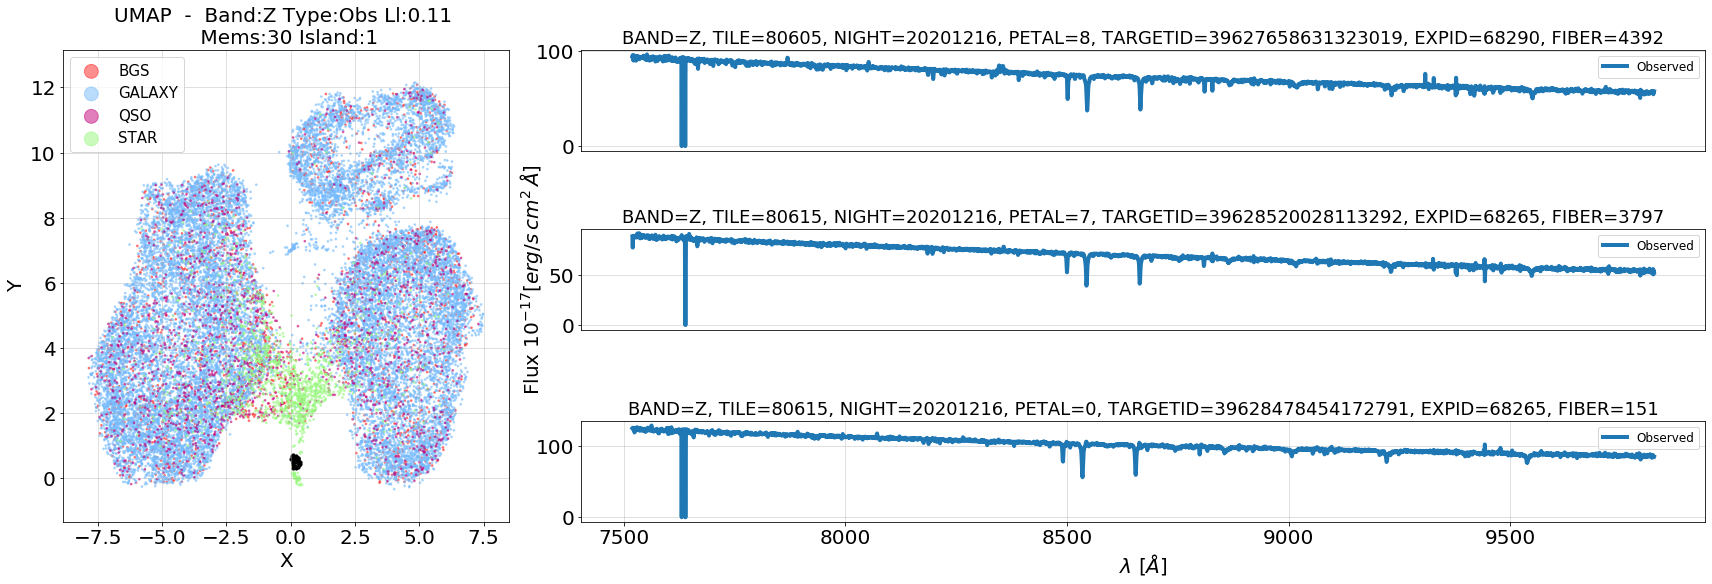 UMAP - Band:Z Type:Obs Ll:0.11
Mems:30 Island:1
BGS
GALAXY
QSO
STAR
12
10
8
6
4
2
0
Y
−7.5 −5.0 −2.5 0.0 2.5 5.0 7.5
X
BAND=Z, TILE=80605, NIGHT=20201216, PETAL=8, TARGETID=39627658631323019, EXPID=68290, FIBER=4392
Observed
100
0
BAND=Z, TILE=80615, NIGHT=20201216, PETAL=7, TARGETID=39628520028113292, EXPID=68265, FIBER=3797
Observed
50
0
Flux 10^{-17}[erg/s cm^2 Å]
BAND=Z, TILE=80615, NIGHT=20201216, PETAL=0, TARGETID=39628478454172791, EXPID=68265, FIBER=151
Observed
100
0
7500 8000 8500 9000 9500
λ [Å]